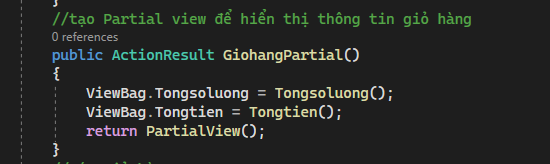 }
//tạo Partial view để hiển thị thông tin giỏ hàng
0 references
public ActionResult GiohangPartial()
{
ViewBag.Tongsoluong = Tongsoluong();
ViewBag.Tongtien = Tongtien();
return PartialView();
}